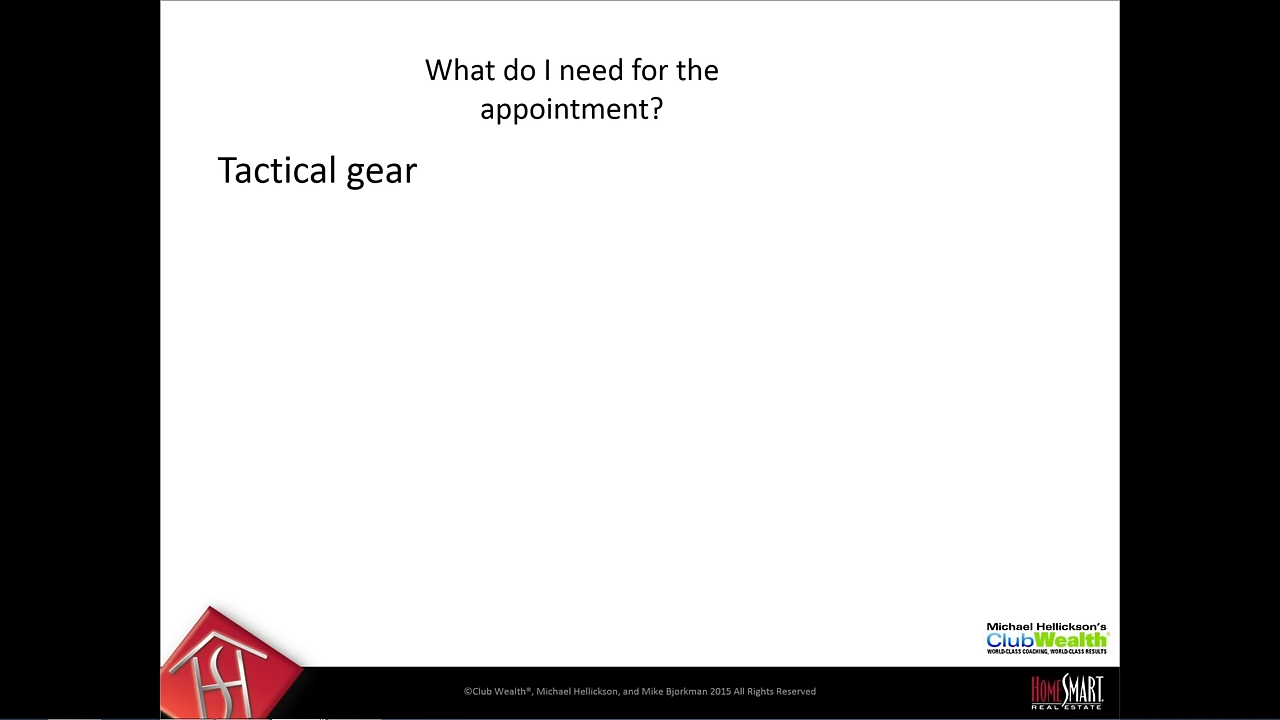 What do I need for the
appointment?
Tactical gear
Michael Hellickson's
ClubWealth®
WORLD-CLASS COACHING, WORLD-CLASS RESULTS
©Club Wealth®, Michael Hellickson, and Mike Bjorkman 2015 All Rights Reserved
HOMESMART
REAL ESTATE